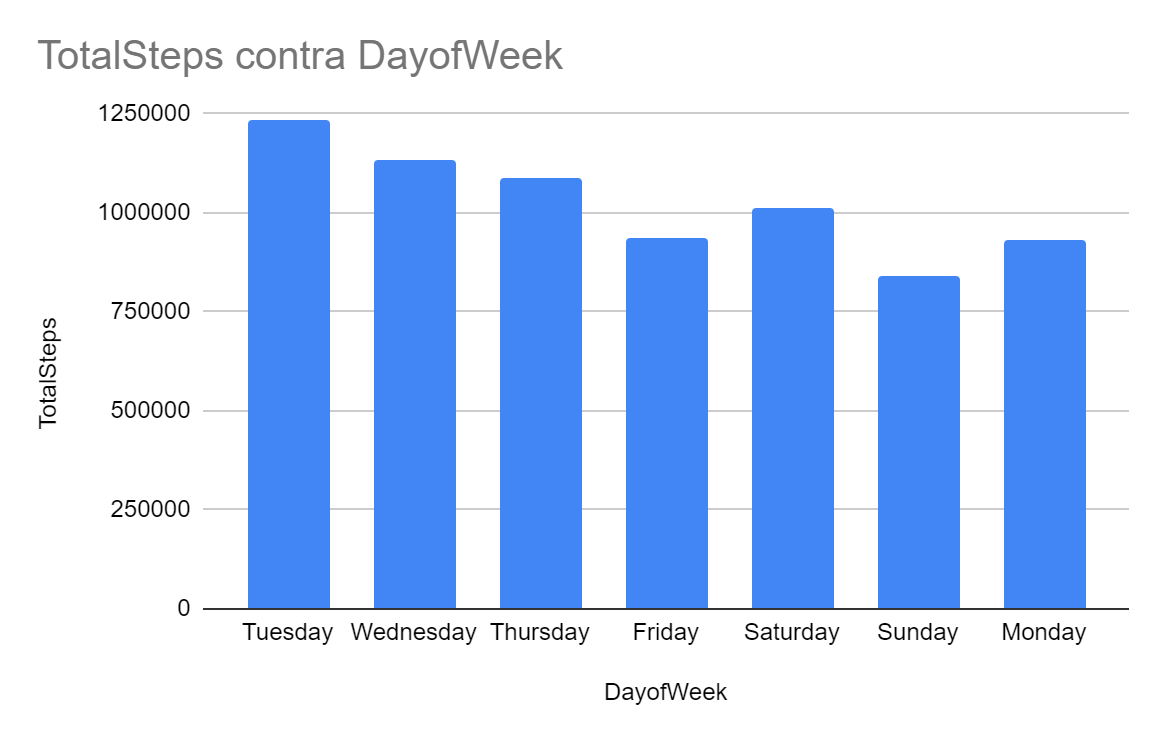 TotalSteps contra DayofWeek
1250000
1000000
750000
500000
250000
0
TotalSteps
Tuesday Wednesday Thursday Friday Saturday Sunday Monday
DayofWeek